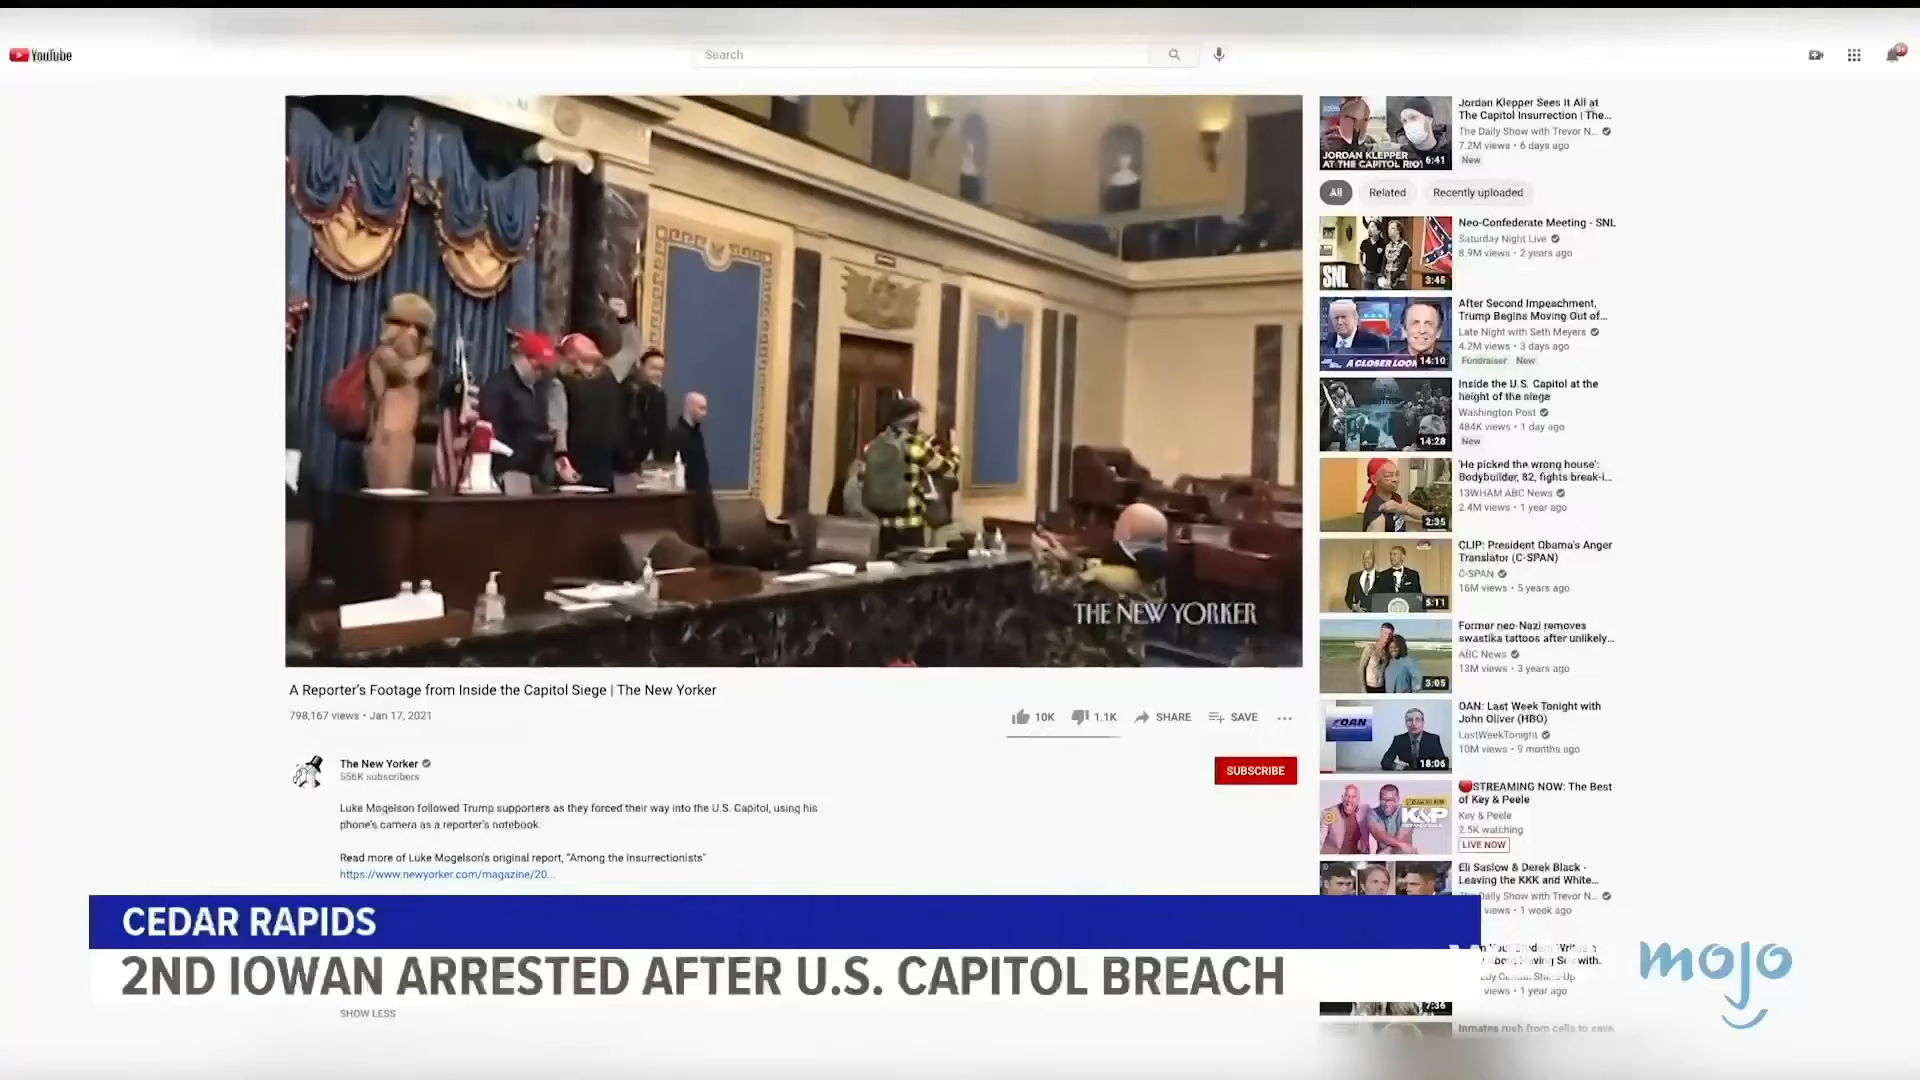 YouTube
Search
9+
THE NEW YORKER
A Reporter's Footage from Inside the Capitol Siege | The New Yorker
798,167 views • Jan 17, 2021
10K
1.1K
SHARE
SAVE
The New Yorker
556K subscribers
SUBSCRIBE
Luke Mogelson followed Trump supporters as they forced their way into the U.S. Capitol, using his
phone's camera as a reporter's notebook.
Read more of Luke Mogelson's original report, "Among the Insurrectionists"
https://www.newyorker.com/magazine/20...
SHOW LESS
JORDAN KLEPPER
AT THE CAPITOL RIOT
6:41
Jordan Klepper Sees It All at
The Capitol Insurrection | The...
The Daily Show with Trevor N...
7.2M views • 6 days ago
New
All
Related
Recently uploaded
SNL
3:45
Neo-Confederate Meeting - SNL
Saturday Night Live
8.9M views • 2 years ago
A CLOSER LOOK
14:10
After Second Impeachment,
Trump Begins Moving Out of...
Late Night with Seth Meyers
4.2M views • 3 days ago
Fundraiser
New
14:28
Inside the U.S. Capitol at the
height of the siege
Washington Post
484K views • 1 day ago
New
2:35
'He picked the wrong house':
Bodybuilder, 82, fights break-i...
13WHAM ABC News
2.4M views • 1 year ago
5:11
CLIP: President Obama's Anger
Translator (C-SPAN)
C-SPAN
16M views • 5 years ago
3:05
Former neo-Nazi removes
swastika tattoos after unlikely...
ABC News
13M views • 3 years ago
OAN
18:06
OAN: Last Week Tonight with
John Oliver (HBO)
LastWeekTonight
10M views • 9 months ago
K&P
STREAMING NOW: The Best
of Key & Peele
Key & Peele
2.5K watching
LIVE NOW
Eli Saslow & Derek Black -
Leaving the KKK and White...
Daily Show with Trevor N...
views • 1 week ago
views • 1 year ago
7:36
Inmates rush from cells to save
CEDAR RAPIDS
2ND IOWAN ARRESTED AFTER U.S. CAPITOL BREACH
mojo